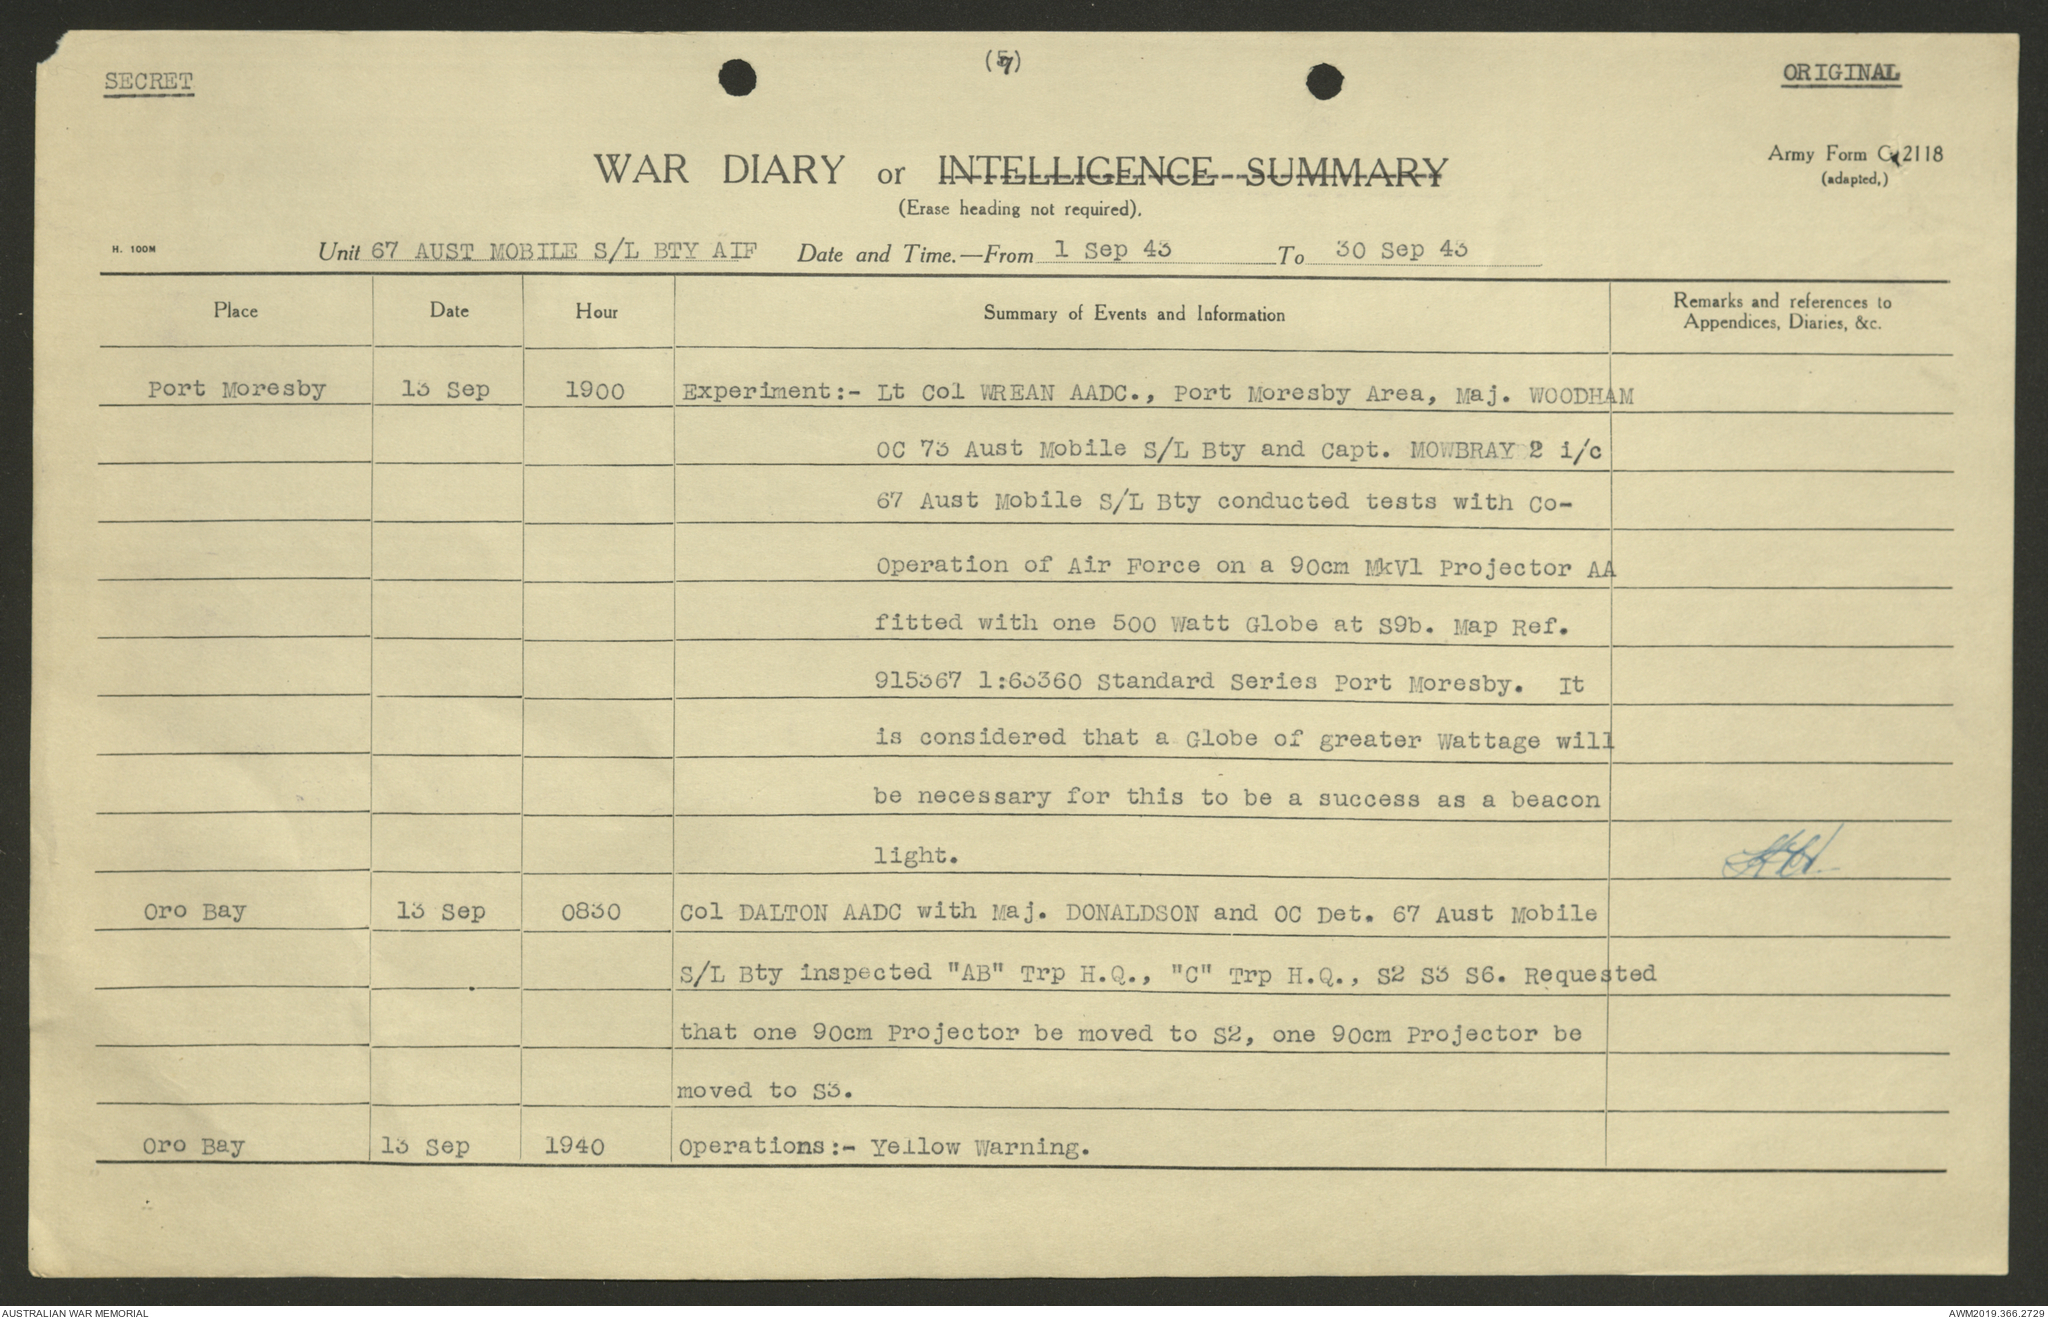 SECRET
(7)
ORIGINAL
Army Form C. 2118
(adapted,)
WAR DIARY or INTELLIGENCE SUMMARY
(Erase heading not required).
H. 100M
Unit 67 AUST MOBILE S/L BTY AIF Date and Time.—From 1 Sep 43 To 30 Sep 43
Place Date Hour Summary of Events and Information Remarks and references to
Appendices, Diaries, &c.
Port Moresby 13 Sep 1900 Experiment:- Lt Col WREAN AADC., Port Moresby Area, Maj. WOODHAM
OC 73 Aust Mobile S/L Bty and Capt. MOWBRAY 2 i/c
67 Aust Mobile S/L Bty conducted tests with Co-
Operation of Air Force on a 90cm MkVl Projector AA
fitted with one 500 Watt Globe at S9b. Map Ref.
915367 1:63360 Standard Series Port Moresby. It
is considered that a Globe of greater Wattage will
be necessary for this to be a success as a beacon
light.
Oro Bay 13 Sep 0830 Col DALTON AADC with Maj. DONALDSON and OC Det. 67 Aust Mobile
S/L Bty inspected "AB" Trp H.Q., "C" Trp H.Q., S2 S3 S6. Requested
that one 90cm Projector be moved to S2, one 90cm Projector be
moved to S3.
Oro Bay 13 Sep 1940 Operations:- Yellow Warning.
AUSTRALIAN WAR MEMORIAL
AWM2019.366.2729